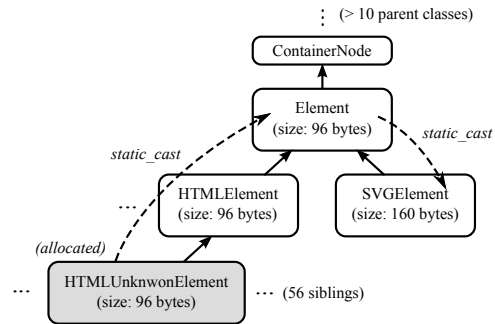 ⋮ (> 10 parent classes)
ContainerNode
Element
(size: 96 bytes)
static_cast
static_cast
HTMLElement
(size: 96 bytes)
SVGElement
(size: 160 bytes)
...
(allocated)
HTMLUnknwonElement
(size: 96 bytes)
...
... (56 siblings)